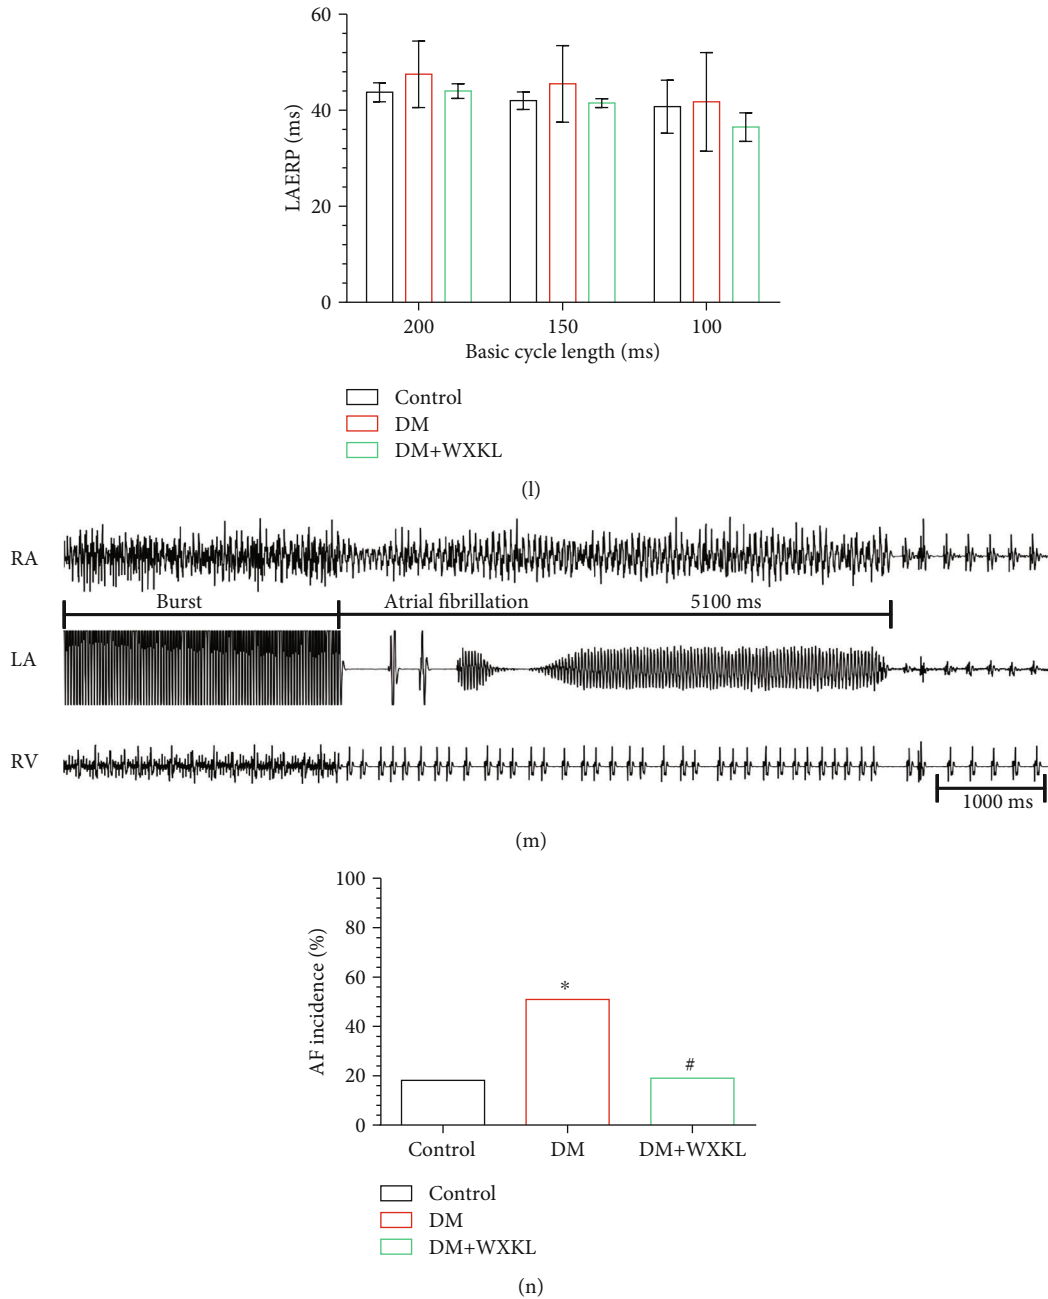 60
40
20
0
LAERP (ms)
200 150 100
Basic cycle length (ms)
Control
DM
DM+WXKL
(l)
RA
Burst Atrial fibrillation 5100 ms
LA
RV
1000 ms
(m)
100
80
60
40
20
0
AF incidence (%)
*
#
Control DM DM+WXKL
Control
DM
DM+WXKL
(n)